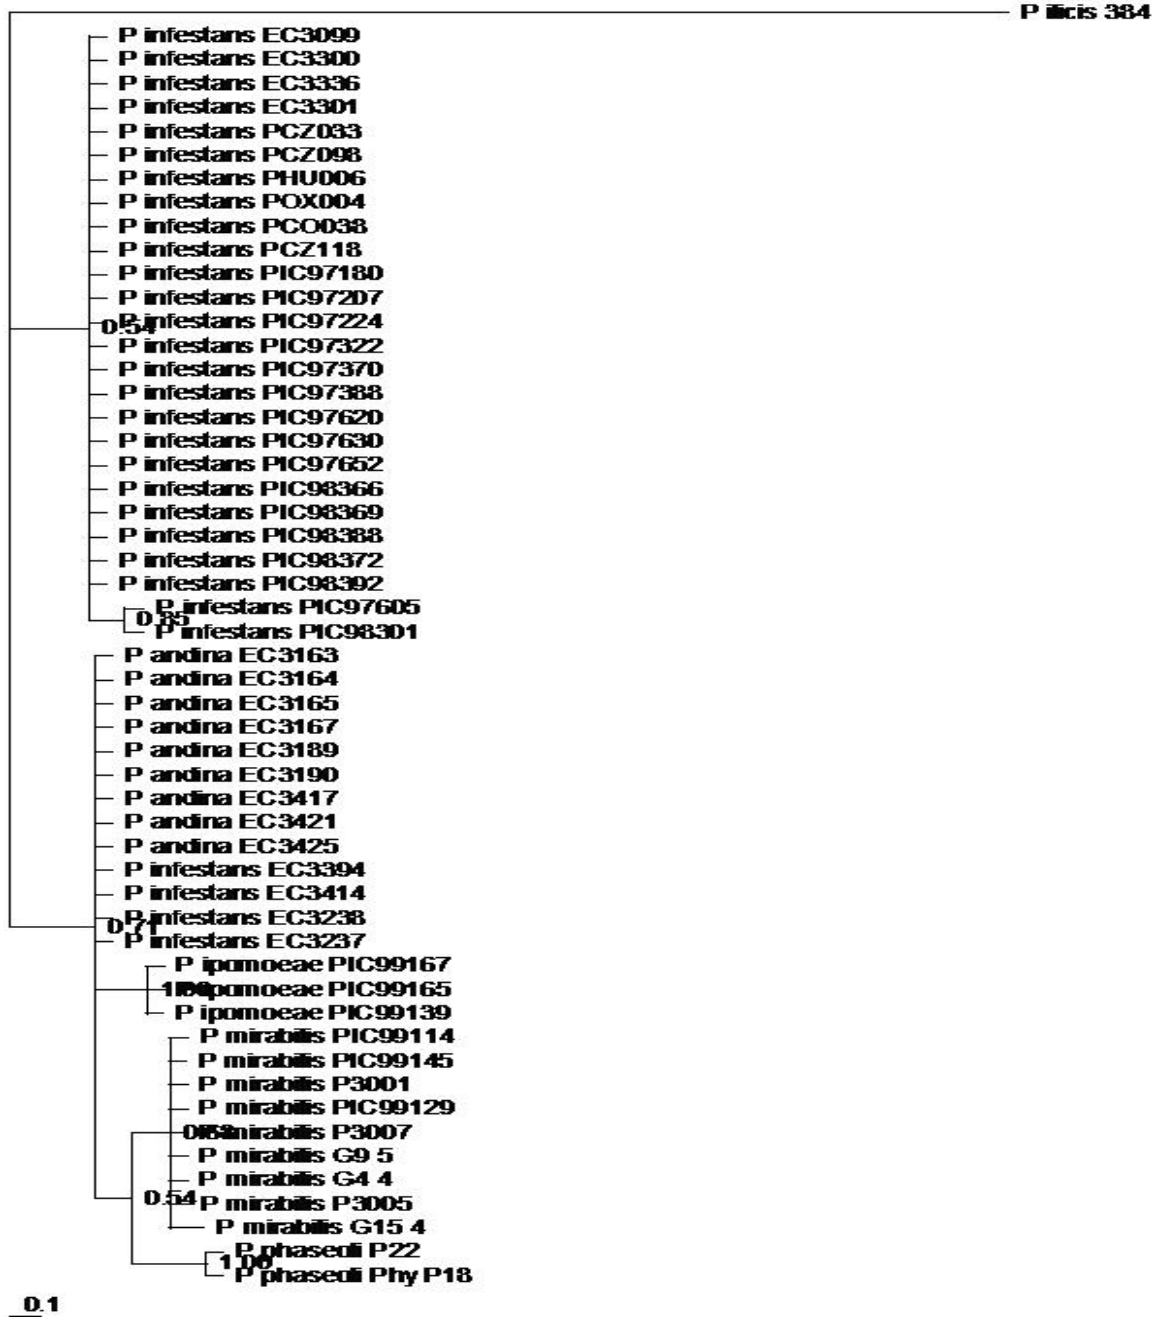 P ilicis 384
P infestans EC3099
P infestans EC3300
P infestans EC3336
P infestans EC3301
P infestans PCZ033
P infestans PCZ098
P infestans PHU006
P infestans POX004
P infestans PCO038
P infestans PCZ118
P infestans PIC97180
P infestans PIC97207
0.54 P infestans PIC97224
P infestans PIC97322
P infestans PIC97370
P infestans PIC97388
P infestans PIC97620
P infestans PIC97630
P infestans PIC97652
P infestans PIC98366
P infestans PIC98369
P infestans PIC98388
P infestans PIC98372
P infestans PIC98392
P infestans PIC97605
0.85
P infestans PIC98301
P andina EC3163
P andina EC3164
P andina EC3165
P andina EC3167
P andina EC3189
P andina EC3190
P andina EC3417
P andina EC3421
P andina EC3425
P infestans EC3394
P infestans EC3414
P infestans EC3238
0.71
P infestans EC3237
P ipomoeae PIC99167
P ipomoeae PIC99165
P ipomoeae PIC99139
P mirabilis PIC99114
P mirabilis PIC99145
P mirabilis P3001
P mirabilis PIC99129
P mirabilis P3007
P mirabilis G9 5
P mirabilis G4 4
0.54 P mirabilis P3005
P mirabilis G15 4
P phaseoli P22
1.00
P phaseoli Phy P18
0.1